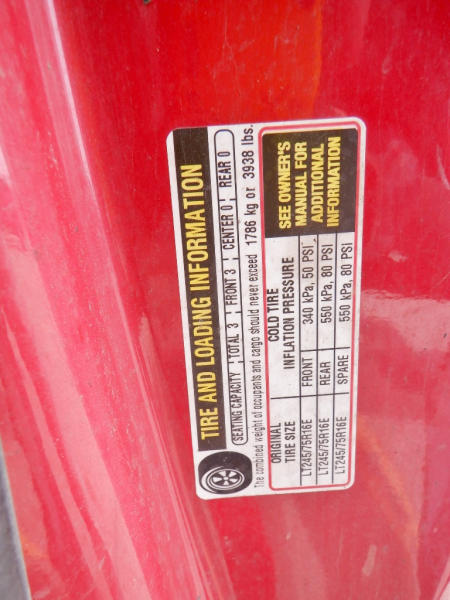 TIRE AND LOADING INFORMATION
SEATING CAPACITY TOTAL 3 FRONT 3 CENTER 0 REAR 0
The combined weight of occupants and cargo should never exceed 1786 kg or 3938 lbs.
ORIGINAL TIRE SIZE COLD TIRE INFLATION PRESSURE
LT245/75R16E FRONT 340 kPa, 50 PSI
LT245/75R16E REAR 550 kPa, 80 PSI
LT245/75R16E SPARE 550 kPa, 80 PSI
SEE OWNER'S
MANUAL FOR
ADDITIONAL
INFORMATION